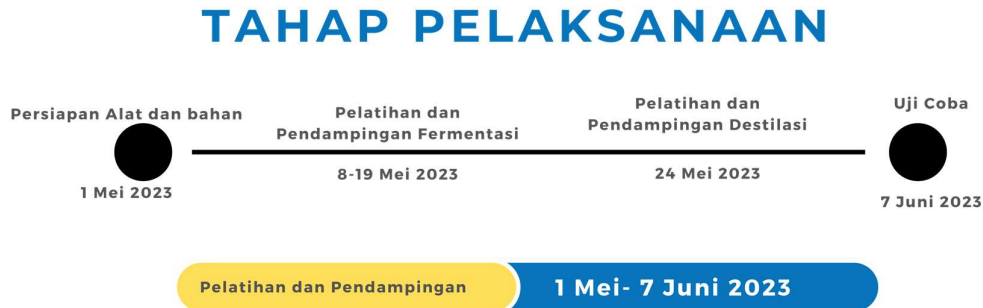 TAHAP PELAKSANAAN
Persiapan Alat dan bahan
1 Mei 2023
Pelatihan dan
Pendampingan Fermentasi
8-19 Mei 2023
Pelatihan dan
Pendampingan Destilasi
24 Mei 2023
Uji Coba
7 Juni 2023
Pelatihan dan Pendampingan
1 Mei- 7 Juni 2023